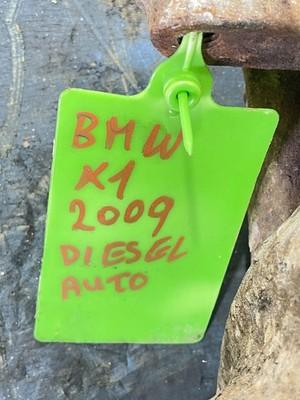 BMW
X1
2009
DIESEL
AUTO